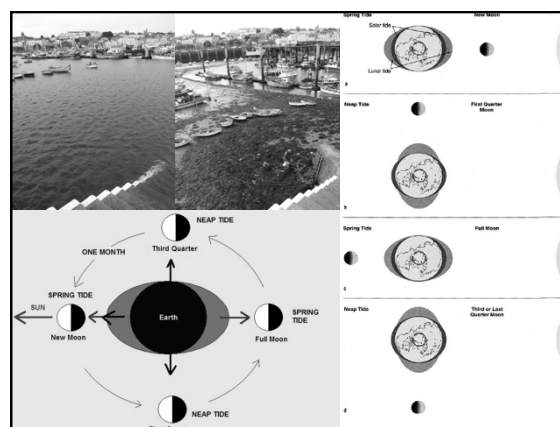 Spring Tide
New Moon
Solar tide
Lunar tide
a
Neap Tide
First Quarter
Moon
b
Spring Tide
Full Moon
c
Neap Tide
Third or Last
Quarter Moon
d
NEAP TIDE
Third Quarter
ONE MONTH
SPRING TIDE
SUN
New Moon
Earth
SPRING
TIDE
Full Moon
NEAP TIDE